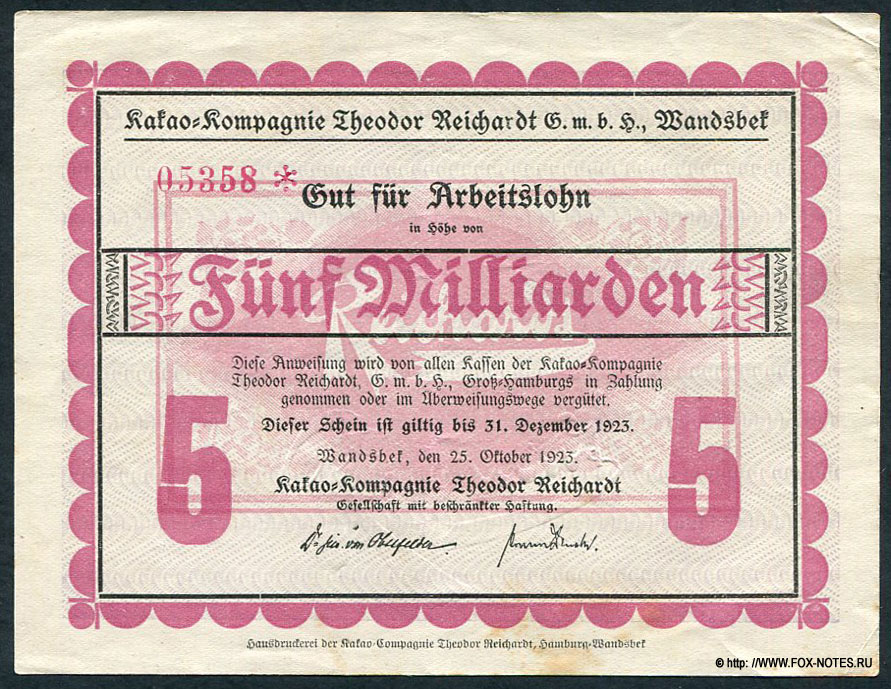 Kakao=Kompagnie Theodor Reichardt G. m. b. H., Wandsbek
05358 *
Gut für Arbeitslohn
in Höhe von
Fünf Milliarden
Reichardt
Diese Anweisung wird von allen Kassen der Kakao=Kompagnie
Theodor Reichardt, G. m. b. H., Groß=Hamburgs in Zahlung
genommen oder im Überweisungswege vergütet.
Dieser Schein ist giltig bis 31. Dezember 1923.
Wandsbek, den 25. Oktober 1923.
5
5
Kakao=Kompagnie Theodor Reichardt
Gesellschaft mit beschränkter Haftung.
Hausdruckerei der Kakao-Compagnie Theodor Reichardt, Hamburg-Wandsbek
© http: //WWW.FOX-NOTES.RU